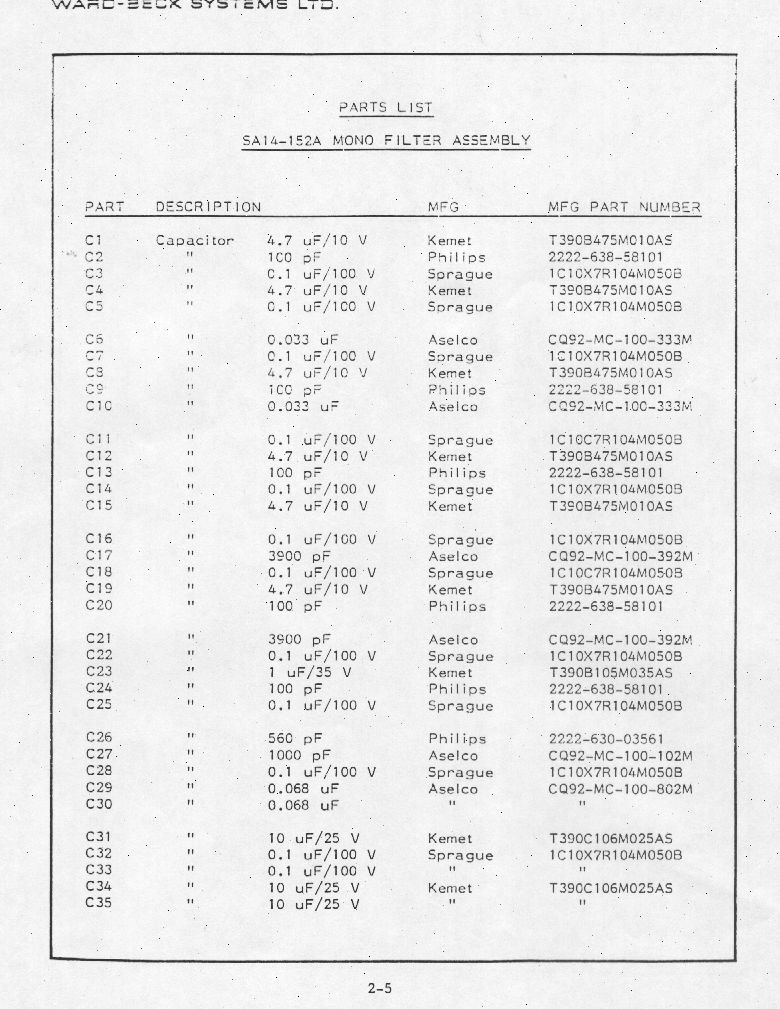 WARD-BECK SYSTEMS LTD.
PARTS LIST
SA14-152A MONO FILTER ASSEMBLY
PART DESCRIPTION MFG MFG PART NUMBER
C1 Capacitor 4.7 uF/10 V Kemet T390B475M010AS
C2 " 100 pF Philips 2222-638-58101
C3 " 0.1 uF/100 V Sprague 1C10X7R104M050B
C4 " 4.7 uF/10 V Kemet T390B475M010AS
C5 " 0.1 uF/100 V Sprague 1C10X7R104M050B
C6 " 0.033 uF Aselco CQ92-MC-100-333M
C7 " 0.1 uF/100 V Sprague 1C10X7R104M050B
C8 " 4.7 uF/10 V Kemet T390B475M010AS
C9 " 100 pF Philips 2222-638-58101
C10 " 0.033 uF Aselco CQ92-MC-100-333M
C11 " 0.1 uF/100 V Sprague 1C10C7R104M050B
C12 " 4.7 uF/10 V Kemet T390B475M010AS
C13 " 100 pF Philips 2222-638-58101
C14 " 0.1 uF/100 V Sprague 1C10X7R104M050B
C15 " 4.7 uF/10 V Kemet T390B475M010AS
C16 " 0.1 uF/100 V Sprague 1C10X7R104M050B
C17 " 3900 pF Aselco CQ92-MC-100-392M
C18 " 0.1 uF/100 V Sprague 1C10C7R104M050B
C19 " 4.7 uF/10 V Kemet T390B475M010AS
C20 " 100 pF Philips 2222-638-58101
C21 " 3900 pF Aselco CQ92-MC-100-392M
C22 " 0.1 uF/100 V Sprague 1C10X7R104M050B
C23 " 1 uF/35 V Kemet T390B105M035AS
C24 " 100 pF Philips 2222-638-58101
C25 " 0.1 uF/100 V Sprague 1C10X7R104M050B
C26 " 560 pF Philips 2222-630-03561
C27 " 1000 pF Aselco CQ92-MC-100-102M
C28 " 0.1 uF/100 V Sprague 1C10X7R104M050B
C29 " 0.068 uF Aselco CQ92-MC-100-802M
C30 " 0.068 uF " "
C31 " 10 uF/25 V Kemet T390C106M025AS
C32 " 0.1 uF/100 V Sprague 1C10X7R104M050B
C33 " 0.1 uF/100 V " "
C34 " 10 uF/25 V Kemet T390C106M025AS
C35 " 10 uF/25 V " "
2-5